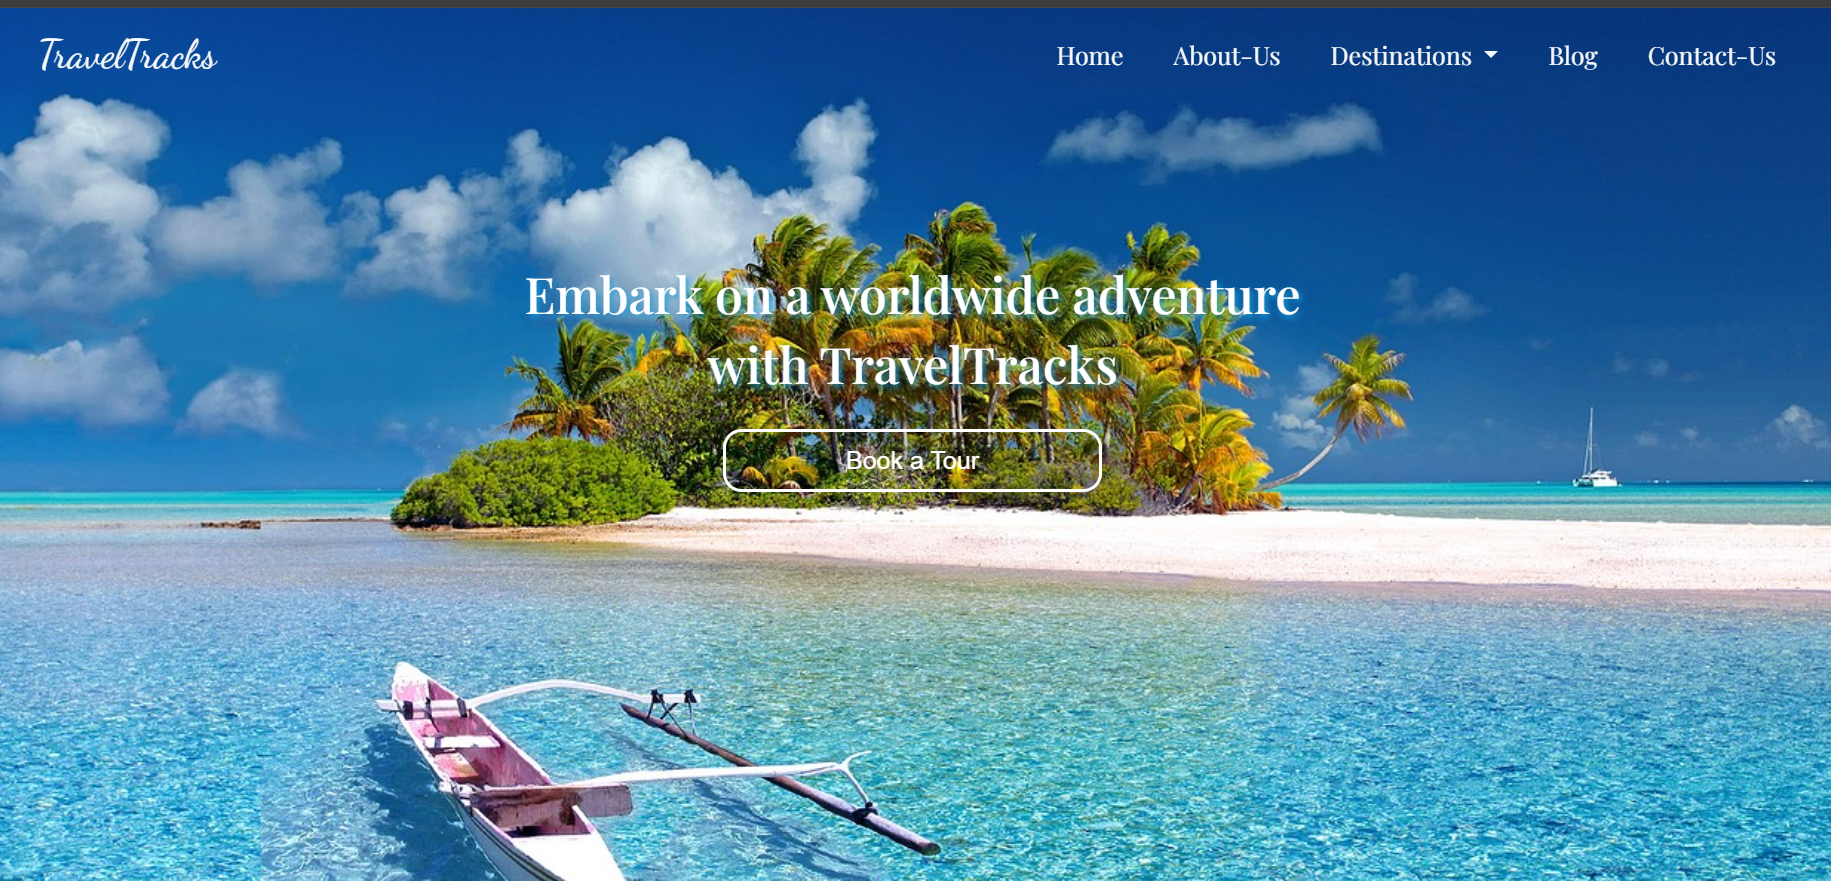 TravelTracks
Home About-Us Destinations Blog Contact-Us
Embark on a worldwide adventure
with TravelTracks
Book a Tour